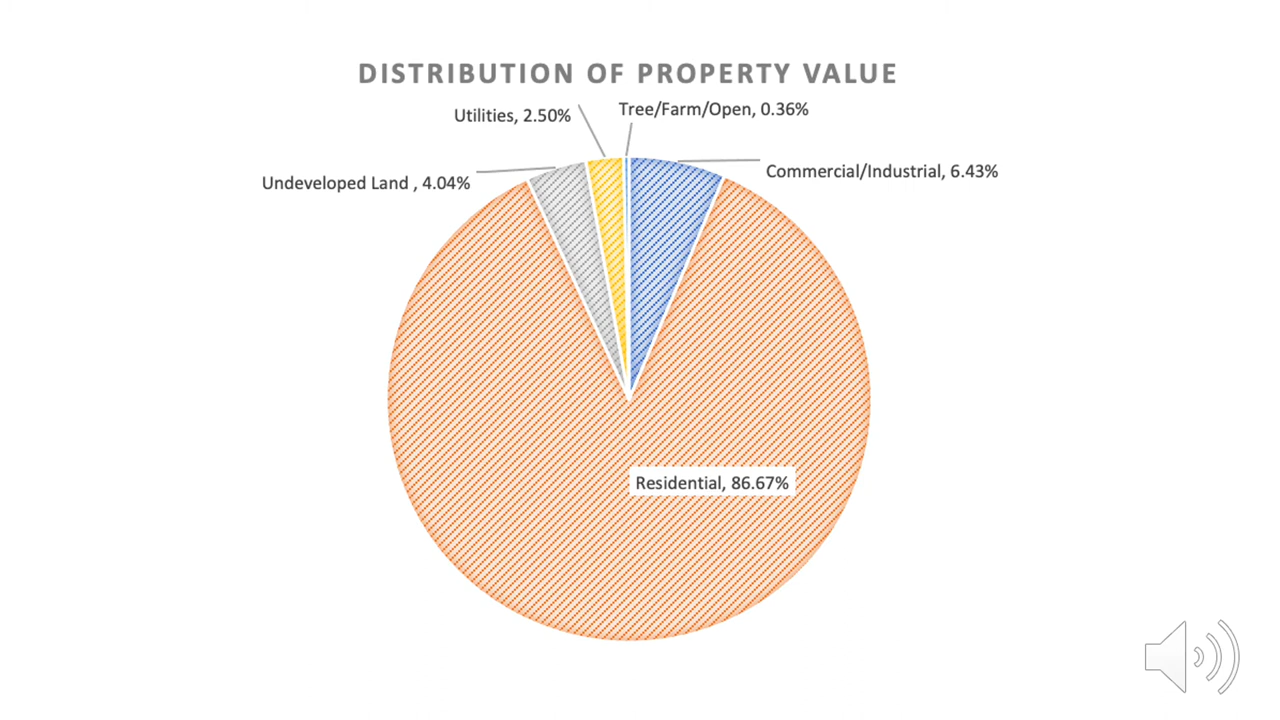 DISTRIBUTION OF PROPERTY VALUE
Utilities, 2.50%
Tree/Farm/Open, 0.36%
Undeveloped Land , 4.04%
Commercial/Industrial, 6.43%
Residential, 86.67%